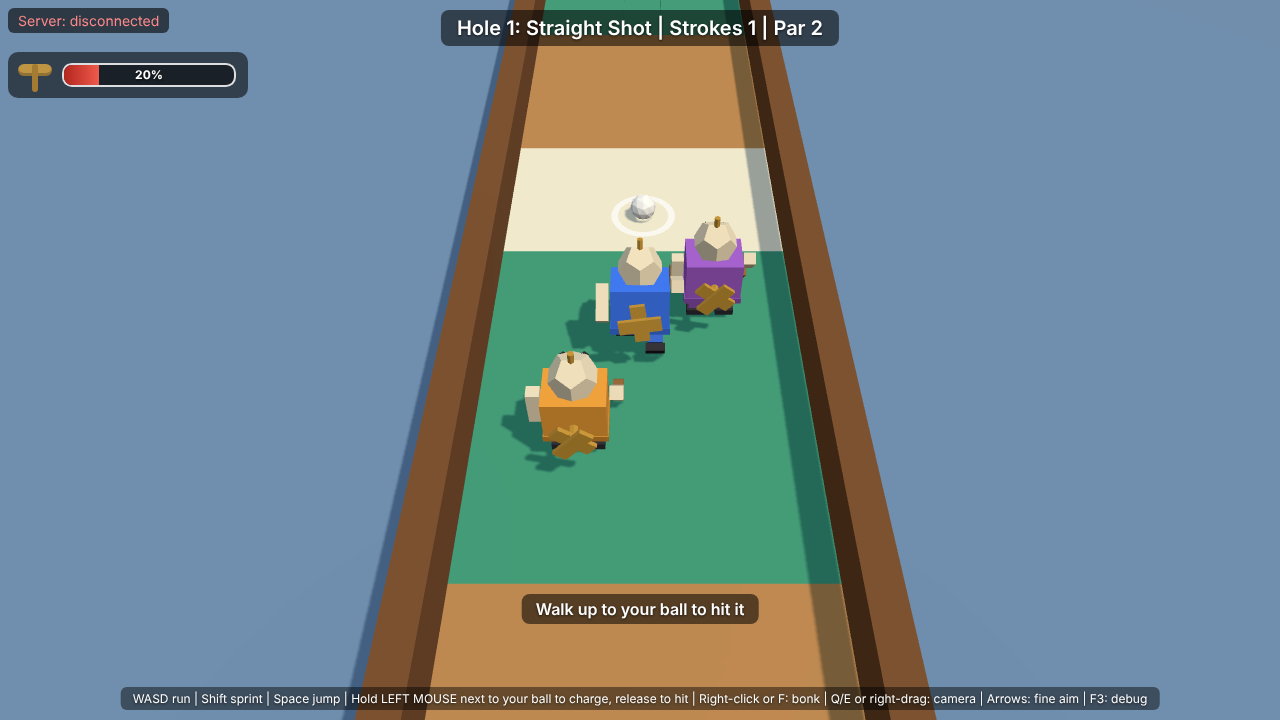 Server: disconnected
Hole 1: Straight Shot | Strokes 1 | Par 2
20%
Walk up to your ball to hit it
WASD run | Shift sprint | Space jump | Hold LEFT MOUSE next to your ball to charge, release to hit | Right-click or F: bonk | Q/E or right-drag: camera | Arrows: fine aim | F3: debug